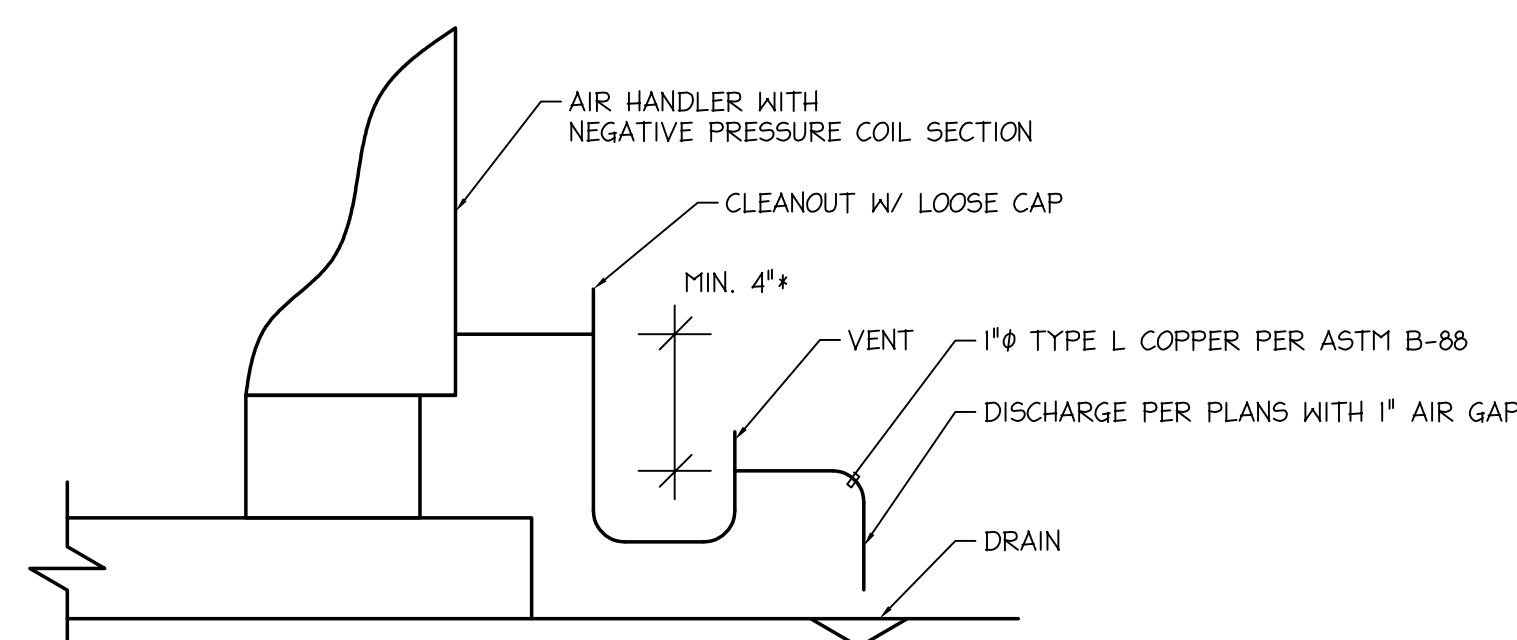 AIR HANDLER WITH
NEGATIVE PRESSURE COIL SECTION
CLEANOUT W/ LOOSE CAP
MIN. 4"*
VENT
1"ϕ TYPE L COPPER PER ASTM B-88
DISCHARGE PER PLANS WITH 1" AIR GAP
DRAIN